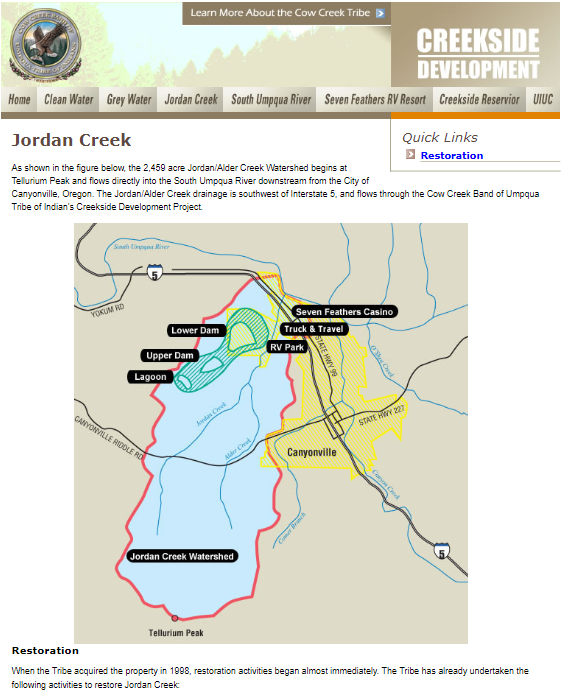 Learn More About the Cow Creek Tribe
CREEKSIDE
DEVELOPMENT
Home Clean Water Grey Water Jordan Creek South Umpqua River Seven Feathers RV Resort Creekside Reservior UIUC
Jordan Creek
Quick Links
Restoration
As shown in the figure below, the 2,459 acre Jordan/Alder Creek Watershed begins at
Tellurium Peak and flows directly into the South Umpqua River downstream from the City of
Canyonville, Oregon. The Jordan/Alder Creek drainage is southwest of Interstate 5, and flows through the Cow Creek Band of Umpqua
Tribe of Indian's Creekside Development Project.
South Umpqua River
5
YOKUM RD
Seven Feathers Casino
Lower Dam
Truck & Travel
RV Park
STATE HWY 99
O'Shea Creek
Upper Dam
Lagoon
Jordan Creek
STATE HWY 227
CANYONVILLE RIDDLE RD
Alder Creek
Canyonville
Canyon Creek
Comer Branch
5
Jordan Creek Watershed
Tellurium Peak
Restoration
When the Tribe acquired the property in 1998, restoration activities began almost immediately. The Tribe has already undertaken the
following activities to restore Jordan Creek: